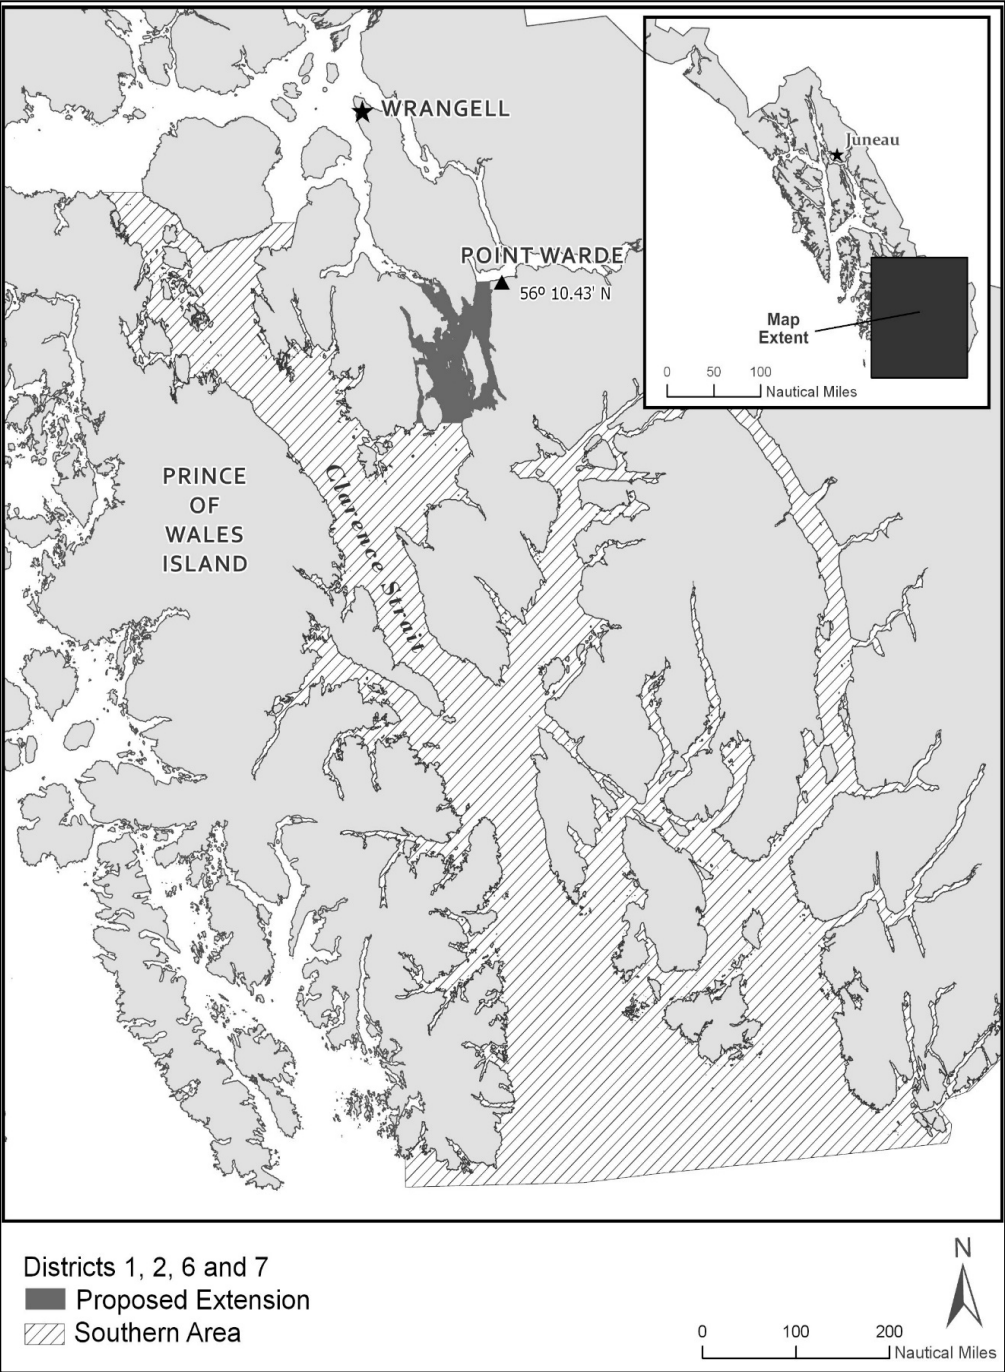 WRANGELL
Juneau
POINT WARDE
56º 10.43' N
Map
Extent
0 50 100
Nautical Miles
PRINCE
OF
WALES
ISLAND
Clarence Strait
Districts 1, 2, 6 and 7
Proposed Extension
Southern Area
N
0 100 200
Nautical Miles